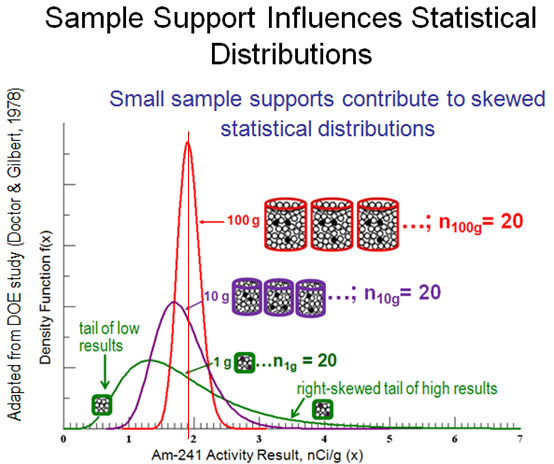 Sample Support Influences Statistical
Distributions
Small sample supports contribute to skewed
statistical distributions
Adapted from DOE study (Doctor & Gilbert, 1978)
Density Function f(x)
100 g
...; n100g= 20
10 g
...; n10g= 20
tail of low
results
1 g
...n1g = 20
right-skewed tail of high results
0 1 2 3 4 5 6 7
Am-241 Activity Result, nCi/g (x)